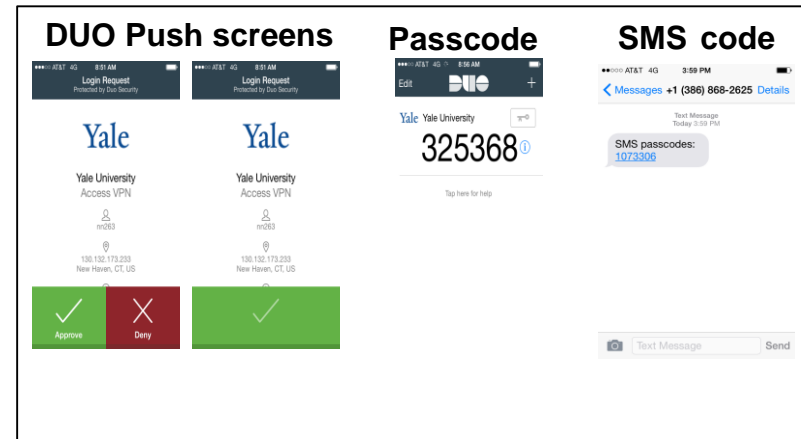 DUO Push screens
AT&T 4G 8:51 AM
Login Request
Protected by Duo Security
Yale
Yale University
Access VPN
nn263
130.132.173.233
New Haven, CT, US
Approve
Deny
AT&T 4G 8:51 AM
Login Request
Protected by Duo Security
Yale
Yale University
Access VPN
nn263
130.132.173.233
New Haven, CT, US
Passcode
AT&T 4G 8:56 AM
Edit DUO +
Yale Yale University
325368
Tap here for help
SMS code
AT&T 4G 3:59 PM
Messages +1 (386) 868-2625 Details
Text Message
Today 3:59 PM
SMS passcodes:
1073306
Text Message Send